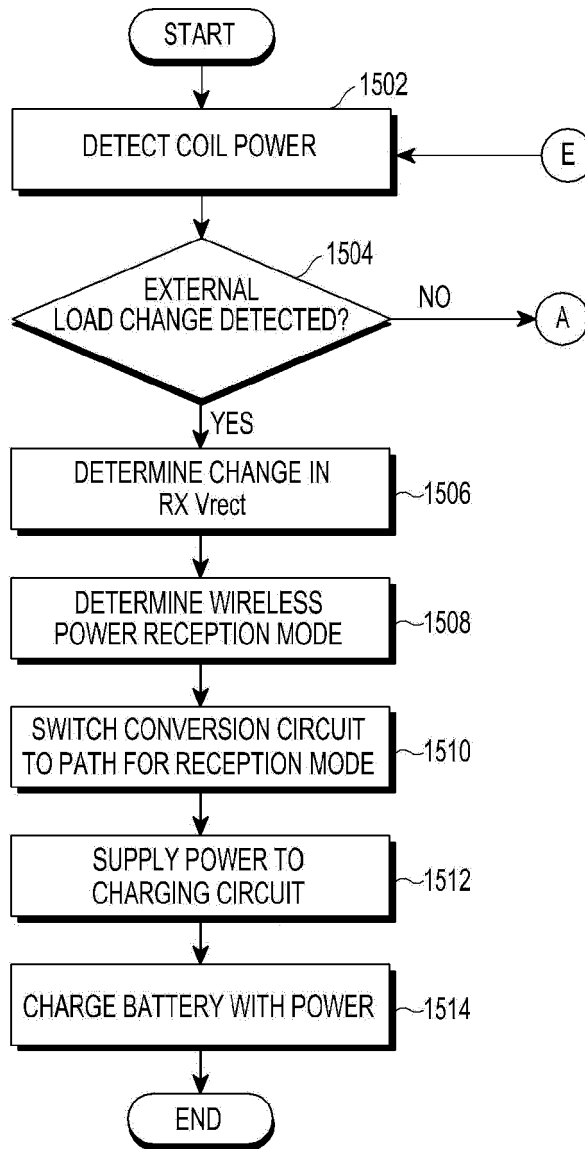 START
1502
DETECT COIL POWER
E
1504
EXTERNAL
LOAD CHANGE DETECTED?
NO
A
YES
DETERMINE CHANGE IN
RX Vrect
1506
DETERMINE WIRELESS
POWER RECEPTION MODE
1508
SWITCH CONVERSION CIRCUIT
TO PATH FOR RECEPTION MODE
1510
SUPPLY POWER TO
CHARGING CIRCUIT
1512
CHARGE BATTERY WITH POWER
1514
END